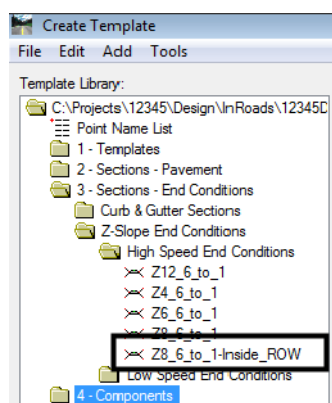 Create Template
File Edit Add Tools
Template Library:
C:\Projects\12345\Design\InRoads\12345D
Point Name List
1 - Templates
2 - Sections - Pavement
3 - Sections - End Conditions
Curb & Gutter Sections
Z-Slope End Conditions
High Speed End Conditions
Z12_6_to_1
Z4_6_to_1
Z6_6_to_1
Z8_6_to_1
Z8_6_to_1-Inside_ROW
Low Speed End Conditions
4 - Components